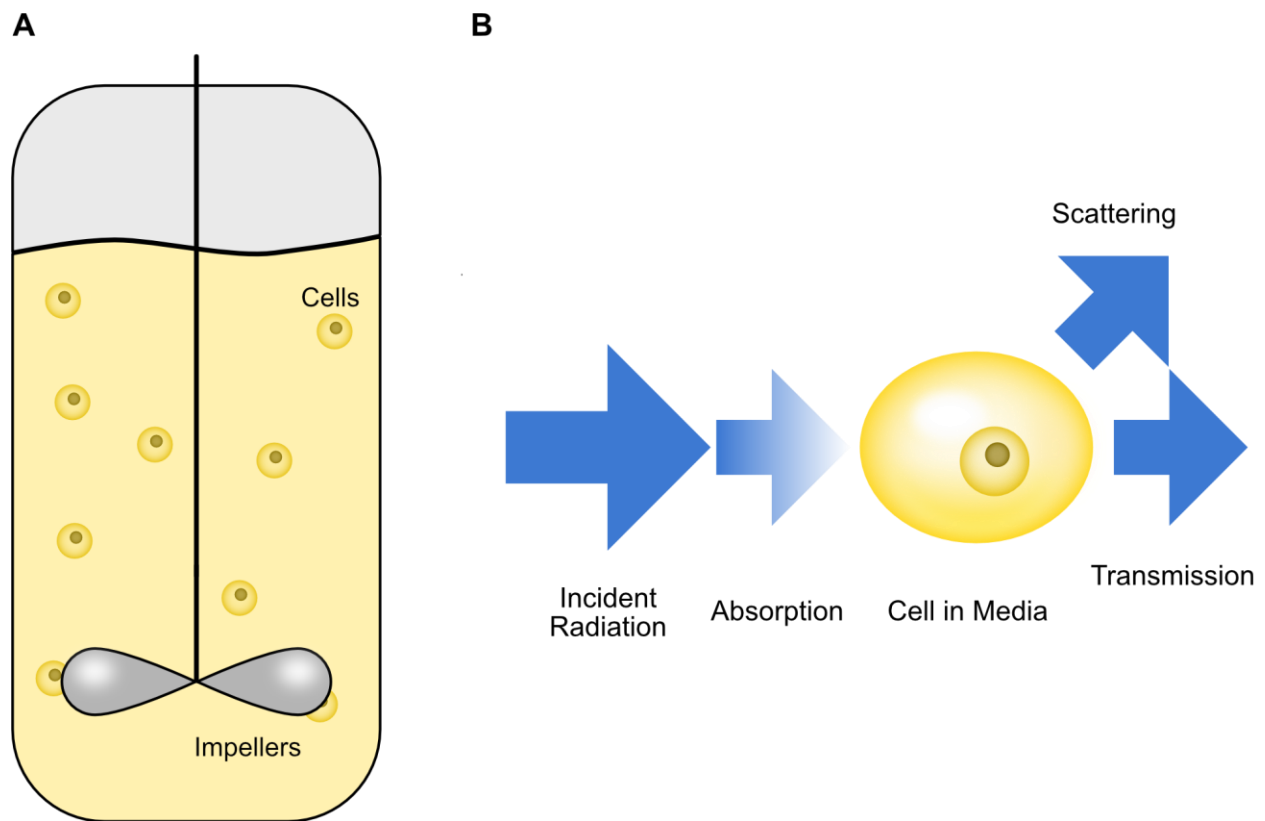 A
B
Cells
Impellers
Scattering
Incident
Radiation
Absorption
Cell in Media
Transmission